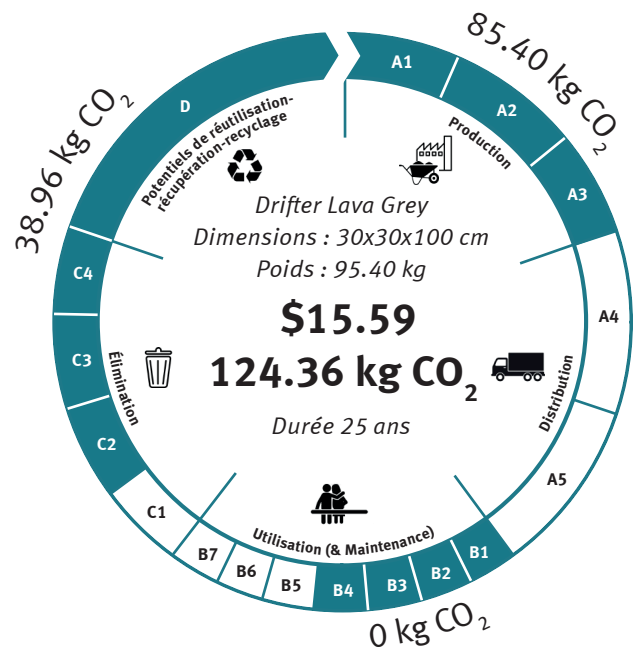 85.40 kg CO2
A1
A2
A3
Production
D
Potentiels de réutilisation-
récupération-recyclage
38.96 kg CO2
Drifter Lava Grey
Dimensions : 30x30x100 cm
Poids : 95.40 kg
$15.59
124.36 kg CO2
Durée 25 ans
A4
A5
Distribution
C4
C3
C2
C1
Élimination
Utilisation (& Maintenance)
B7
B6
B5
B4
B3
B2
B1
0 kg CO2